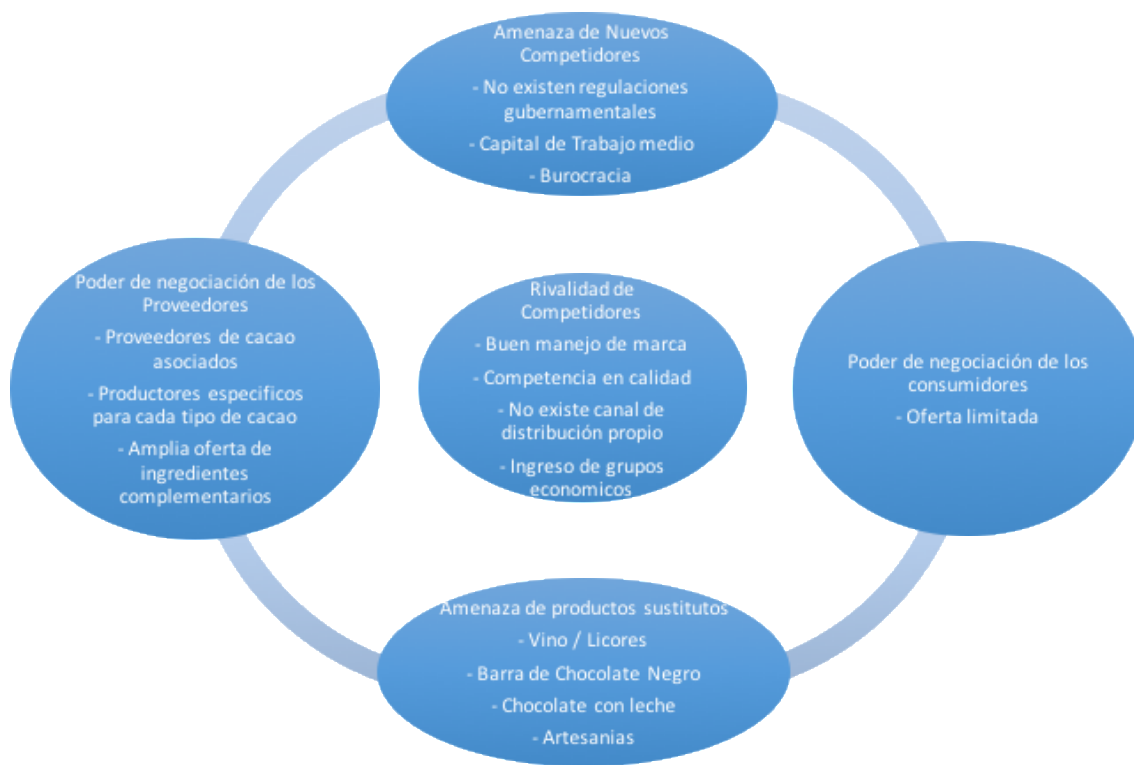 Amenaza de Nuevos
Competidores
- No existen regulaciones
gubernamentales
- Capital de Trabajo medio
- Burocracia
Poder de negociación de los
Proveedores
- Proveedores de cacao
asociados
- Productores especificos
para cada tipo de cacao
- Amplia oferta de
ingredientes
complementarios
Rivalidad de
Competidores
- Buen manejo de marca
- Competencia en calidad
- No existe canal de
distribución propio
- Ingreso de grupos
economicos
Poder de negociación de los
consumidores
- Oferta limitada
Amenaza de productos sustitutos
- Vino / Licores
- Barra de Chocolate Negro
- Chocolate con leche
- Artesanias